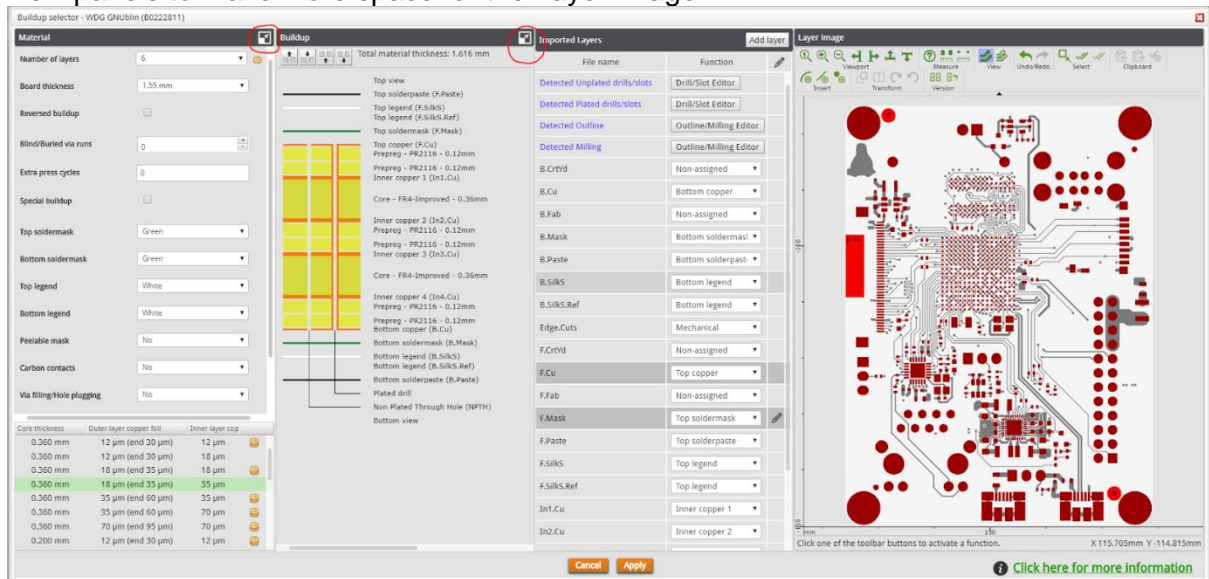 Buildup selector - WDG GNUblin (B0222811)
Material
Number of layers 6
Board thickness 1.55 mm
Reversed buildup
Blind/Buried via runs 0
Extra press cycles 0
Special buildup
Top soldermask Green
Bottom soldermask Green
Top legend White
Bottom legend White
Peelable mask No
Carbon contacts No
Via filling/Hole plugging No
Core thickness Outer layer copper foil Inner layer cop
0.360 mm 12 µm (end 30 µm) 12 µm
0.360 mm 12 µm (end 30 µm) 18 µm
0.360 mm 18 µm (end 35 µm) 18 µm
0.360 mm 18 µm (end 35 µm) 35 µm
0.360 mm 35 µm (end 60 µm) 35 µm
0.360 mm 35 µm (end 60 µm) 70 µm
0.360 mm 70 µm (end 95 µm) 70 µm
0.200 mm 12 µm (end 30 µm) 12 µm
Buildup
Total material thickness: 1.616 mm
Top view
Top solderpaste (F.Paste)
Top legend (F.SilkS)
Top legend (F.SilkS.Ref)
Top soldermask (F.Mask)
Top copper (F.Cu)
Prepreg - PR2116 - 0.12mm
Prepreg - PR2116 - 0.12mm
Inner copper 1 (In1.Cu)
Core - FR4-Improved - 0.36mm
Inner copper 2 (In2.Cu)
Prepreg - PR2116 - 0.12mm
Prepreg - PR2116 - 0.12mm
Inner copper 3 (In3.Cu)
Core - FR4-Improved - 0.36mm
Inner copper 4 (In4.Cu)
Prepreg - PR2116 - 0.12mm
Prepreg - PR2116 - 0.12mm
Bottom copper (B.Cu)
Bottom soldermask (B.Mask)
Bottom legend (B.SilkS)
Bottom legend (B.SilkS.Ref)
Bottom solderpaste (B.Paste)
Plated drill
Non Plated Through Hole (NPTH)
Bottom view
Imported Layers Add layer
File name Function
Detected Unplated drills/slots Drill/Slot Editor
Detected Plated drills/slots Drill/Slot Editor
Detected Outline Outline/Milling Editor
Detected Milling Outline/Milling Editor
B.CrtYd Non-assigned
B.Cu Bottom copper
B.Fab Non-assigned
B.Mask Bottom soldermasl
B.Paste Bottom solderpast
B.SilkS Bottom legend
B.SilkS.Ref Bottom legend
Edge.Cuts Mechanical
F.CrtYd Non-assigned
F.Cu Top copper
F.Fab Non-assigned
F.Mask Top soldermask
F.Paste Top solderpaste
F.SilkS Top legend
F.SilkS.Ref Top legend
In1.Cu Inner copper 1
In2.Cu Inner copper 2
Layer image
Viewport Measure View Undo/Redo Select Clipboard
Insert Transform Version
-100
150
mm
Click one of the toolbar buttons to activate a function. X 115.705mm Y -114.815mm
Cancel Apply
Click here for more information